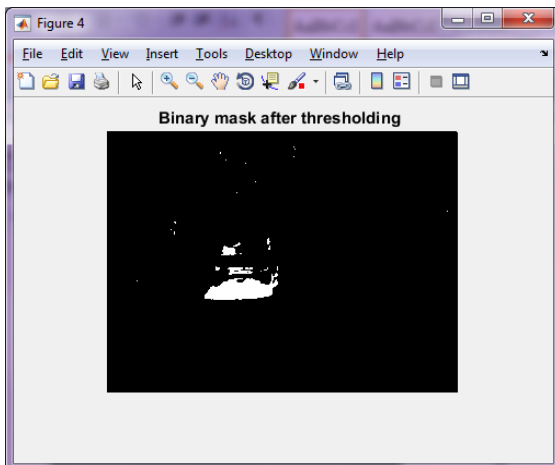 Figure 4
File Edit View Insert Tools Desktop Window Help
Binary mask after thresholding